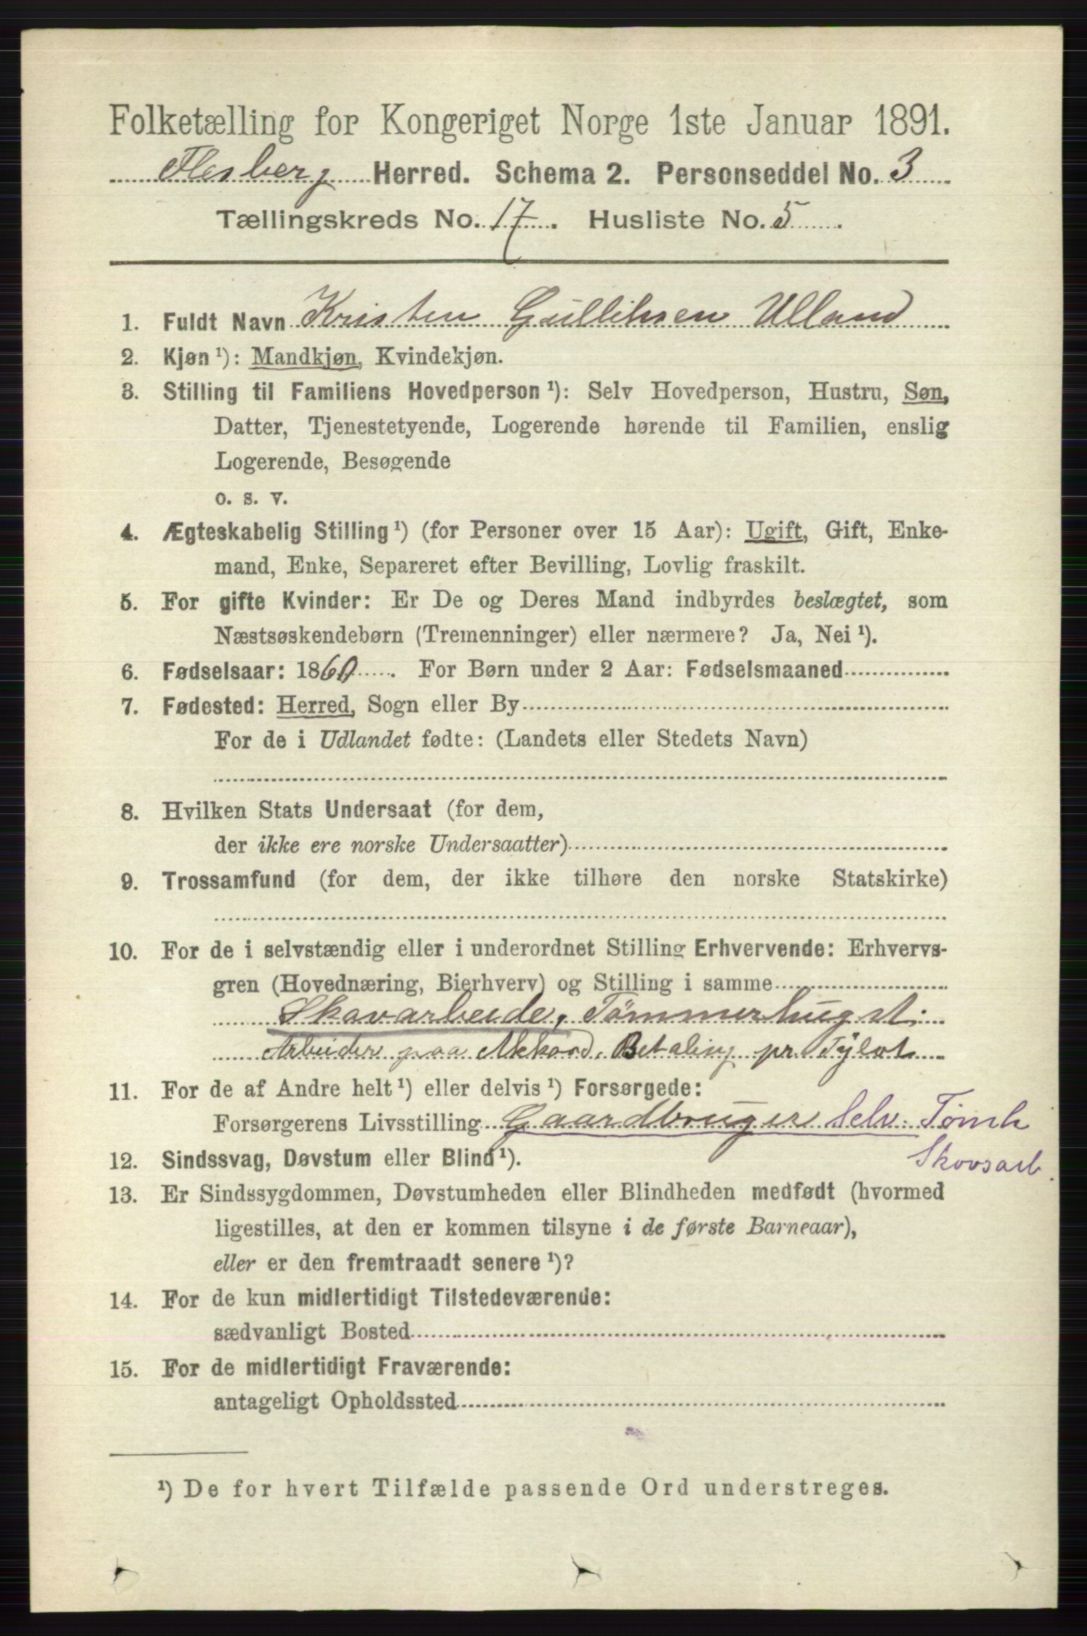 Folketælling for Kongeriget Norge 1ste Januar 1891.
Flesberg Herred. Schema 2. Personseddel No. 3
Tællingskreds No. 17. Husliste No. 5
1. Fuldt Navn Kristen Gulliksen Ulland
2. Kjøn ¹): Mandkjøn, Kvindekjøn.
3. Stilling til Familiens Hovedperson ¹): Selv Hovedperson, Hustru, Søn,
Datter, Tjenestetyende, Logerende hørende til Familien, enslig
Logerende, Besøgende
o. s. v.
4. Ægteskabelig Stilling ¹) (for Personer over 15 Aar): Ugift, Gift, Enke-
mand, Enke, Separeret efter Bevilling, Lovlig fraskilt.
5. For gifte Kvinder: Er De og Deres Mand indbyrdes beslægtet, som
Næstsøskendebørn (Tremenninger) eller nærmere? Ja, Nei ¹).
6. Fødselsaar: 1860. For Børn under 2 Aar: Fødselsmaaned
7. Fødested: Herred, Sogn eller By
For de i Udlandet fødte: (Landets eller Stedets Navn)
8. Hvilken Stats Undersaat (for dem,
der ikke ere norske Undersaatter)
9. Trossamfund (for dem, der ikke tilhøre den norske Statskirke)
10. For de i selvstændig eller i underordnet Stilling Erhvervende: Erhvervs-
gren (Hovednæring, Bierhverv) og Stilling i samme
Skovarbeide, Tømmerhugst.
Arbeider paa Akkord. Betaling pr. Tylvt
11. For de af Andre helt ¹) eller delvis ¹) Forsørgede:
Forsørgerens Livsstilling Gaardbruger Selv. Tømh
Skovsarb.
12. Sindssvag, Døvstum eller Blind ¹).
13. Er Sindssygdommen, Døvstumheden eller Blindheden medfødt (hvormed
ligestilles, at den er kommen tilsyne i de første Barneaar),
eller er den fremtraadt senere ¹)?
14. For de kun midlertidigt Tilstedeværende:
sædvanligt Bosted
15. For de midlertidigt Fraværende:
antageligt Opholdssted
¹) De for hvert Tilfælde passende Ord understreges.